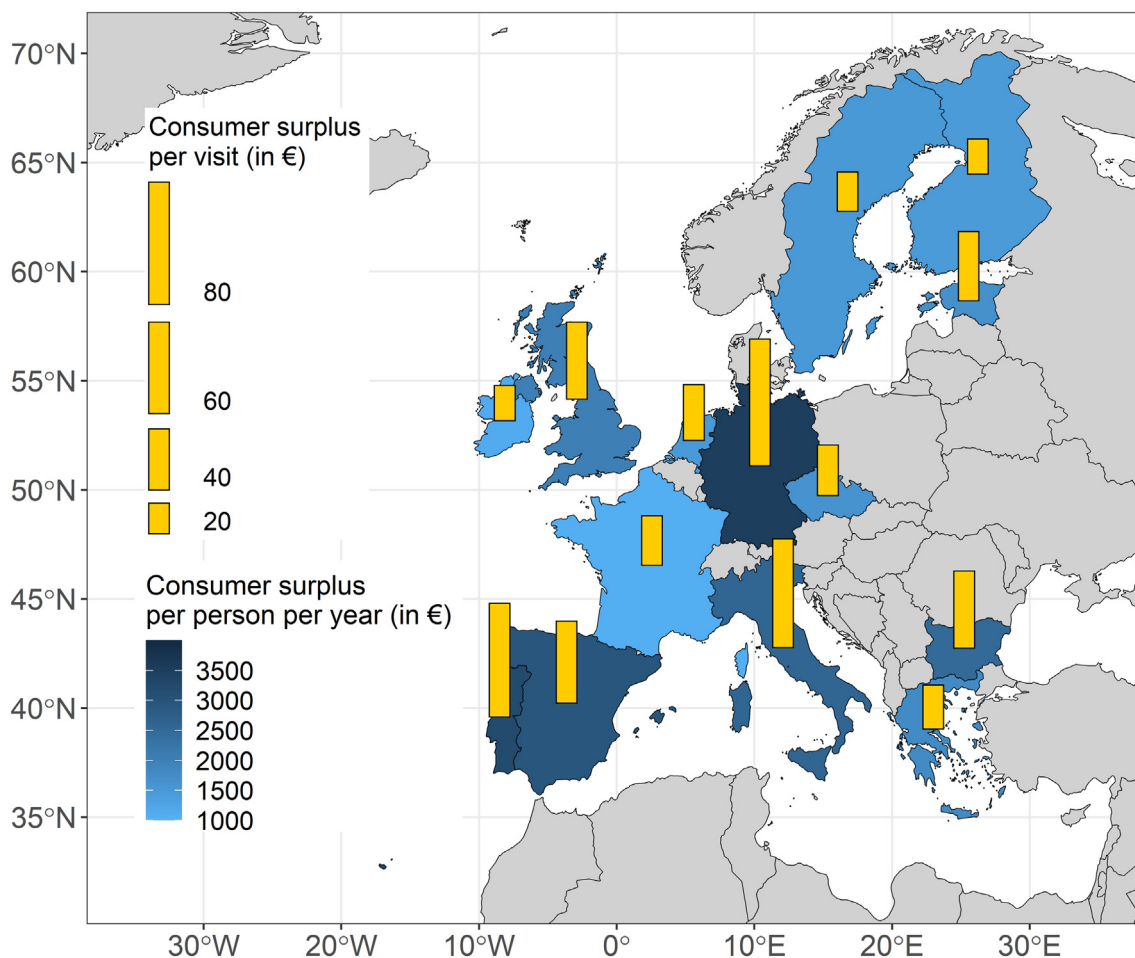 70°N
65°N
60°N
55°N
50°N
45°N
40°N
35°N
Consumer surplus
per visit (in €)
80
60
40
20
Consumer surplus
per person per year (in €)
3500
3000
2500
2000
1500
1000
30°W
20°W
10°W
0°
10°E
20°E
30°E